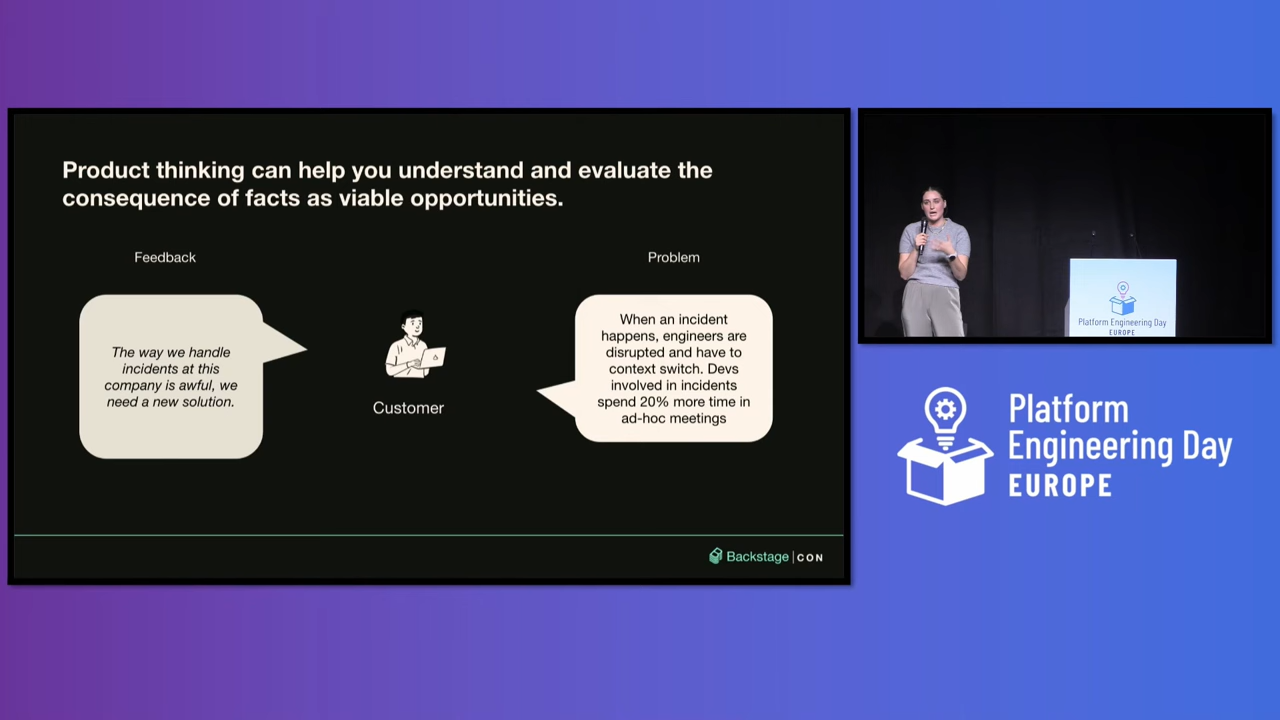 Product thinking can help you understand and evaluate the
consequence of facts as viable opportunities.
Feedback
The way we handle
incidents at this
company is awful, we
need a new solution.
Customer
Problem
When an incident
happens, engineers are
disrupted and have to
context switch. Devs
involved in incidents
spend 20% more time in
ad-hoc meetings
Backstage | CON
Platform Engineering Day
EUROPE
Platform
Engineering Day
EUROPE